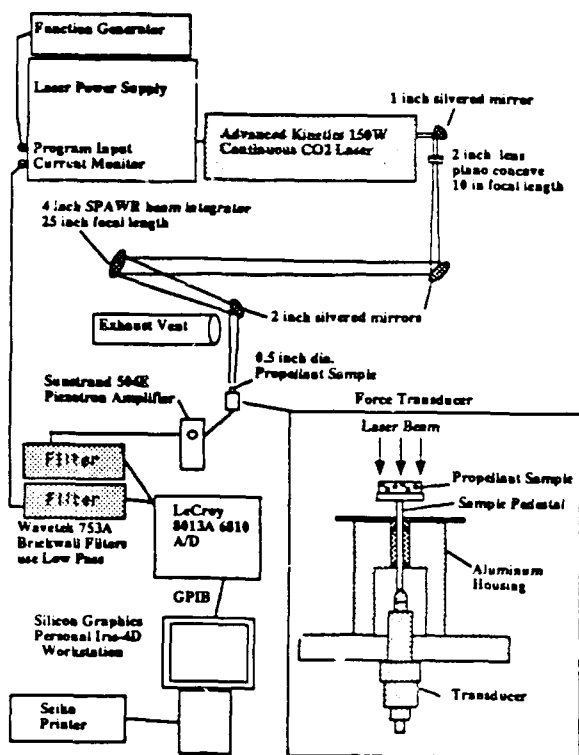 Function Generator
Laser Power Supply
Program Input
Current Monitor
Advanced Kinetics 150W
Continuous CO2 Laser
1 inch silvered mirror
2 inch lens
plano concave
10 in focal length
4 inch SPAWR beam integrator
25 inch focal length
2 inch silvered mirrors
Exhaust Vent
0.5 inch dia.
Propellant Sample
Sunstrand 504E
Piezotron Amplifier
Force Transducer
Laser Beam
Propellant Sample
Sample Pedestal
Aluminum
Housing
Transducer
Filter
Filter
Wavetek 753A
Brickwall Filters
use Low Pass
LeCroy
8013A 6810
A/D
GPIB
Silicon Graphics
Personal Iris-4D
Workstation
Seiko
Printer